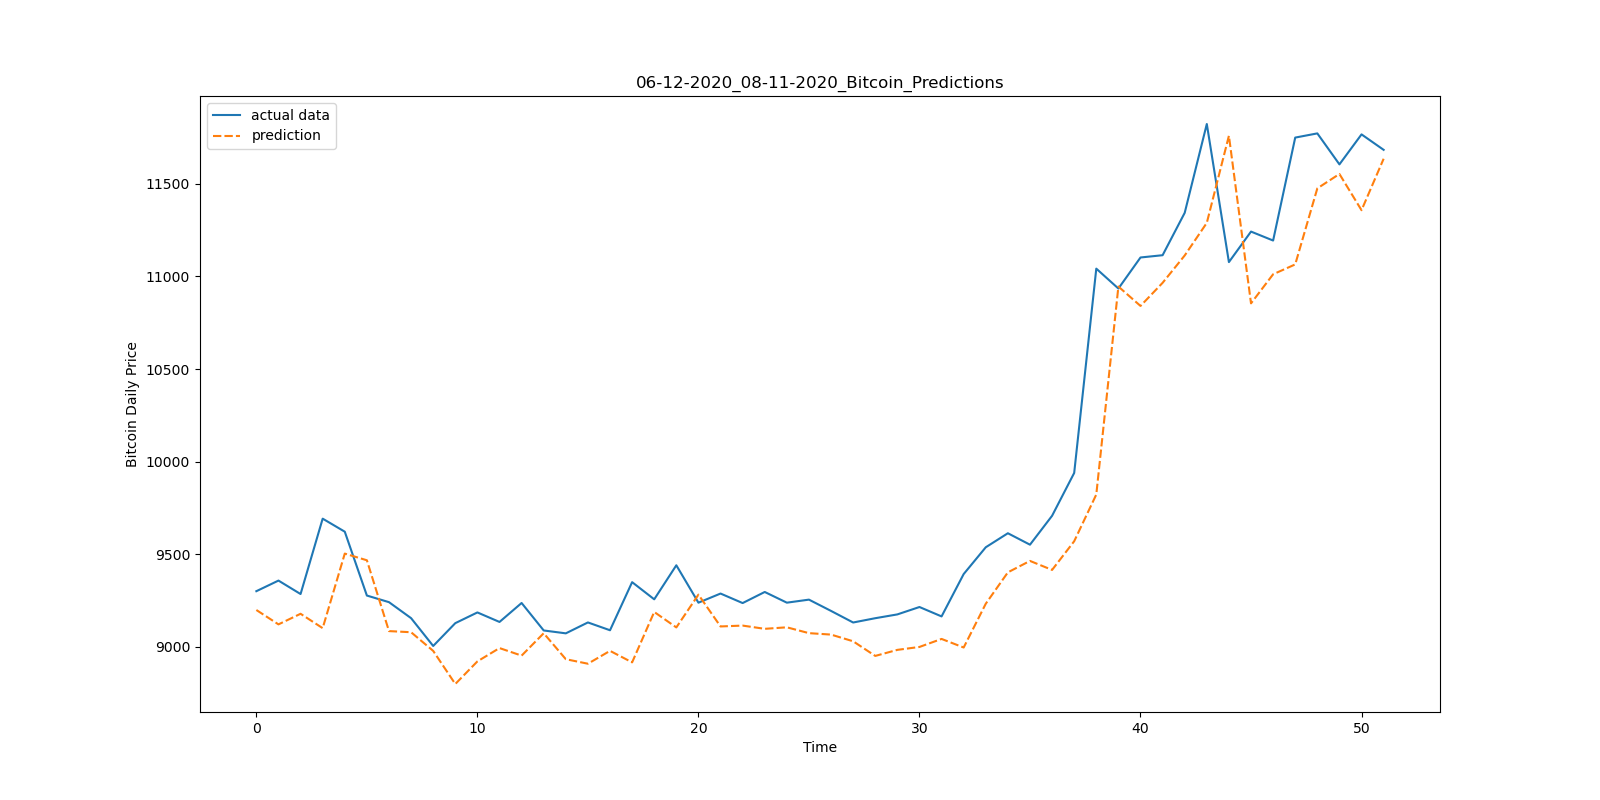 06-12-2020_08-11-2020_Bitcoin_Predictions
actual data
prediction
11500
11000
10500
10000
9500
9000
Bitcoin Daily Price
0 10 20 30 40 50
Time